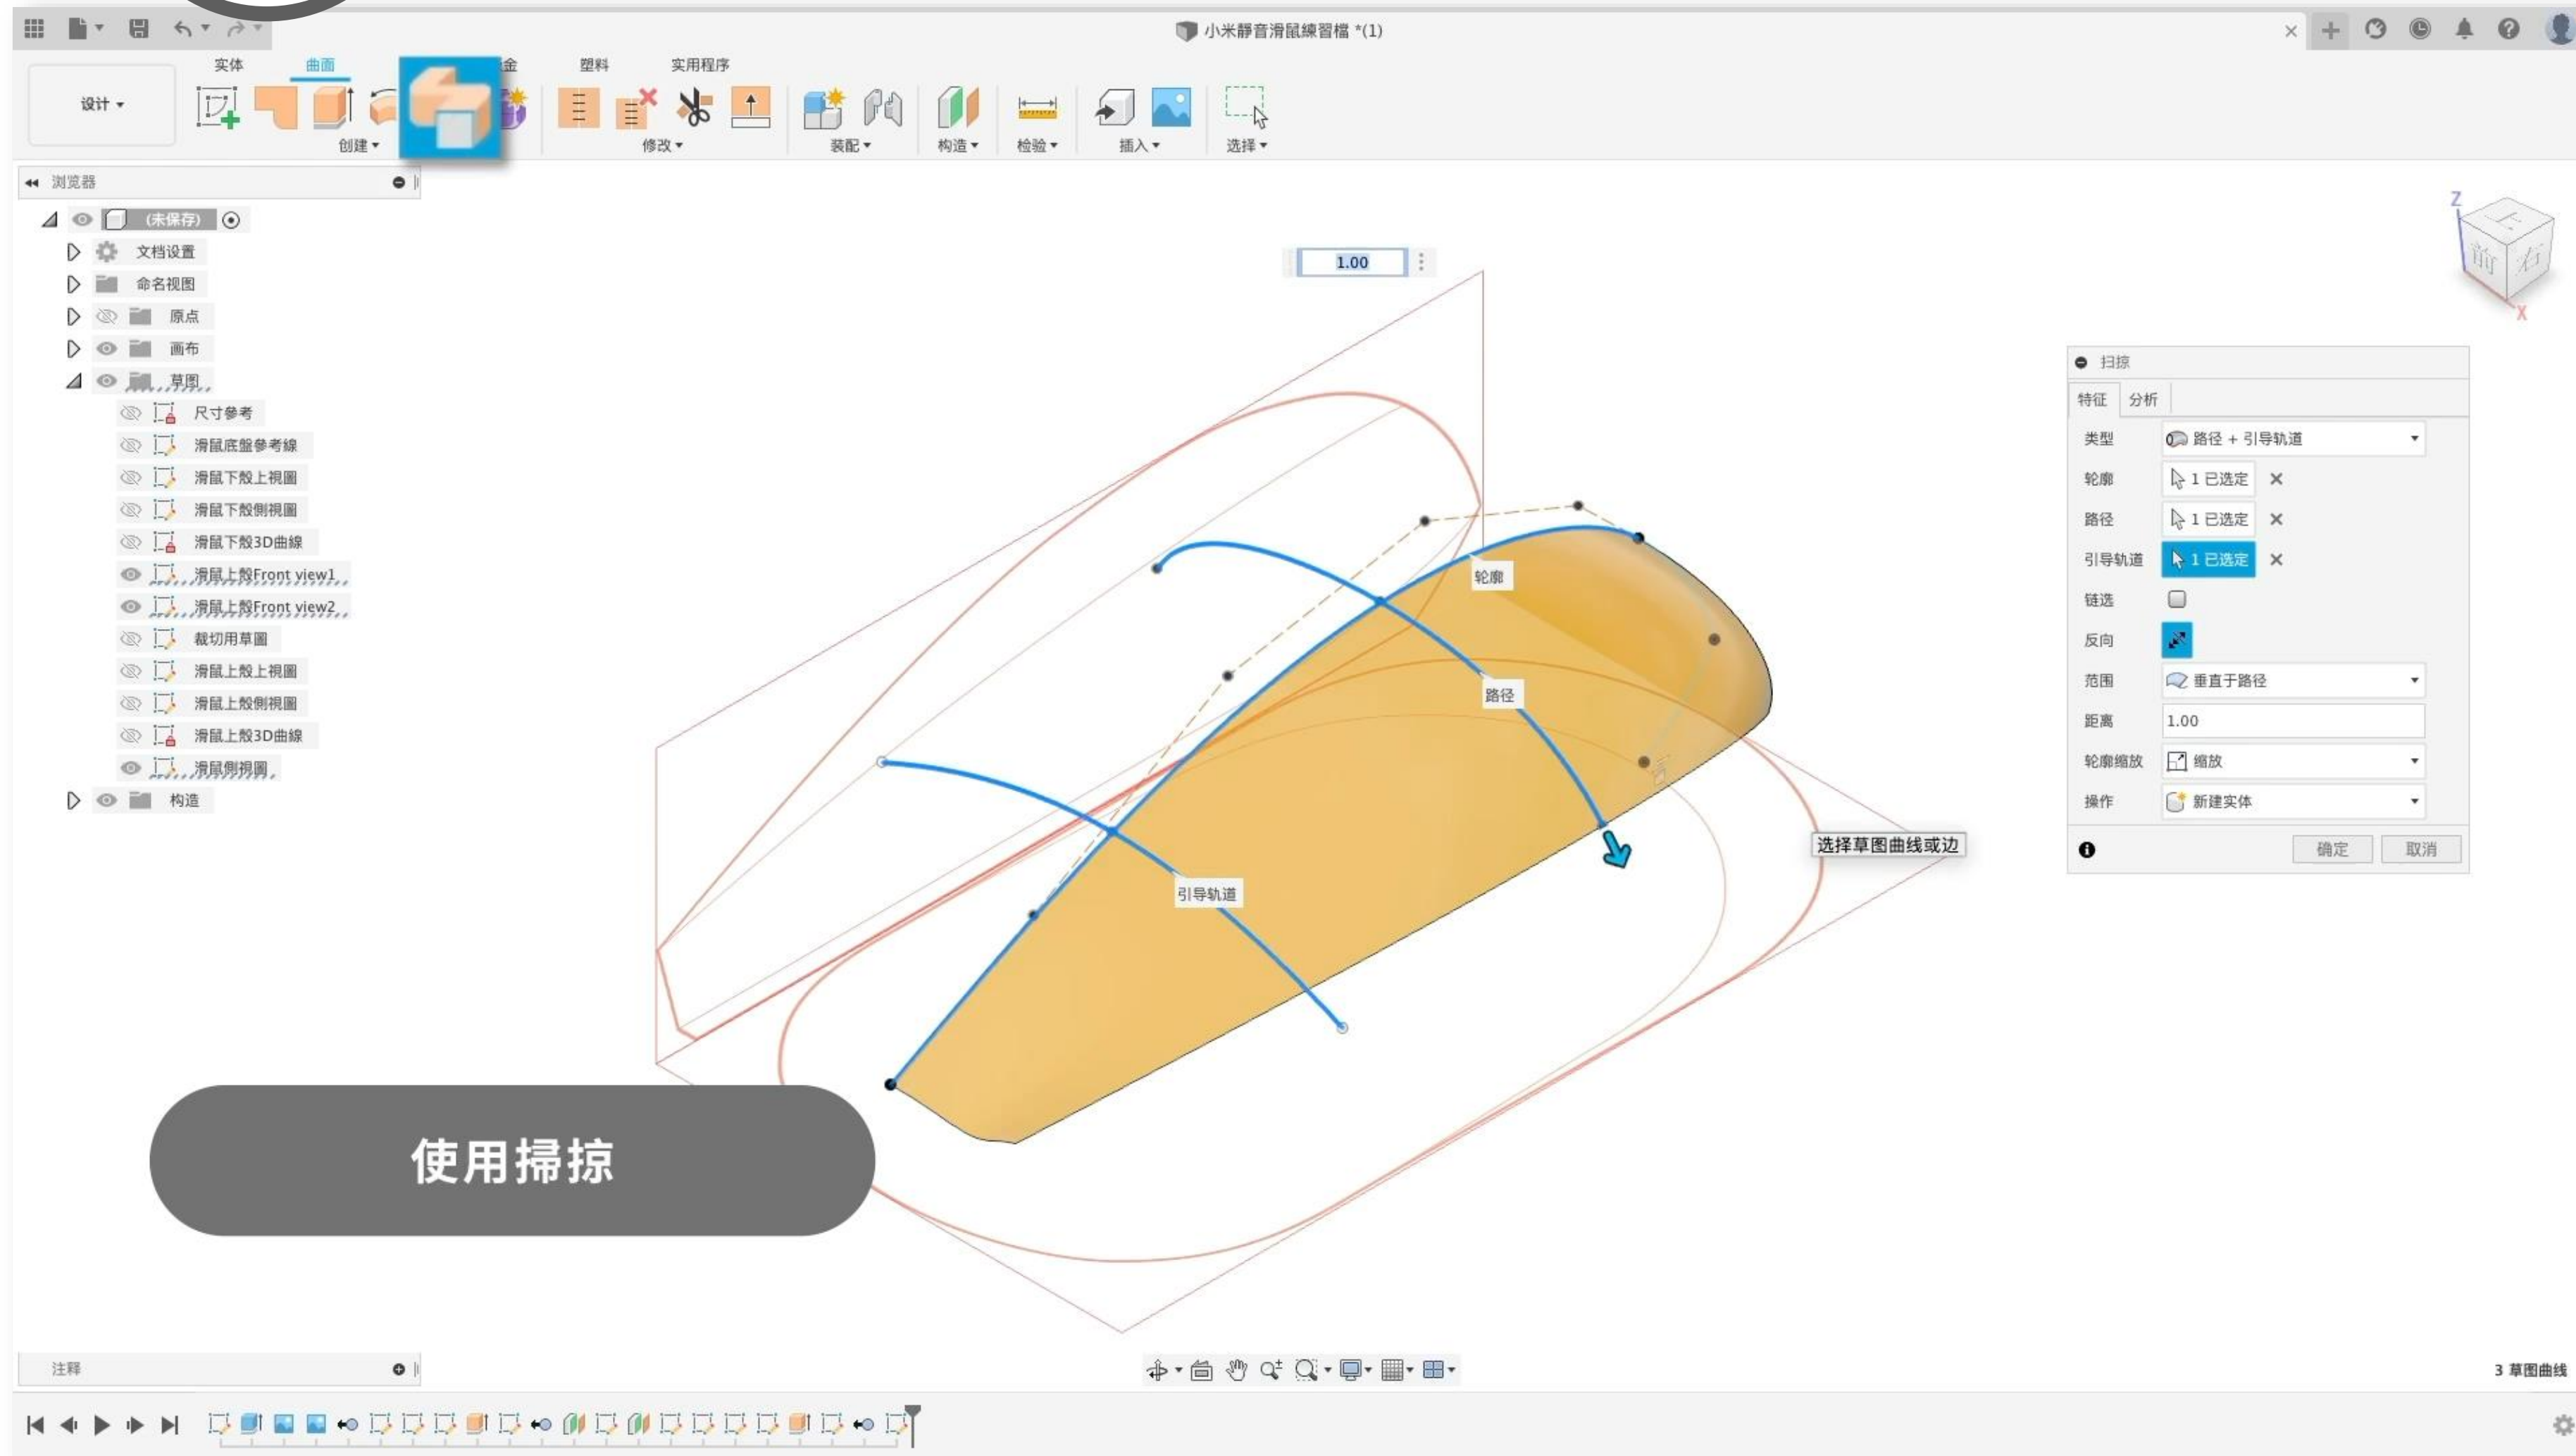 小米靜音滑鼠練習檔 *(1)
实体
曲面
金
塑料
实用程序
设计
创建
修改
装配
构造
检验
插入
选择
浏览器
(未保存)
文档设置
命名视图
原点
画布
草图
尺寸參考
滑鼠底盤參考線
滑鼠下殼上視圖
滑鼠下殼側視圖
滑鼠下殼3D曲線
滑鼠上殼Front view1
滑鼠上殼Front view2
裁切用草圖
滑鼠上殼上視圖
滑鼠上殼側視圖
滑鼠上殼3D曲線
滑鼠側視圖
构造
1.00
轮廓
路径
引导轨道
选择草图曲线或边
Z
上
前
右
X
扫掠
特征 分析
类型 路径 + 引导轨道
轮廓 1 已选定
路径 1 已选定
引导轨道 1 已选定
链选
反向
范围 垂直于路径
距离 1.00
轮廓缩放 缩放
操作 新建实体
确定 取消
使用掃掠
注释
3 草图曲线